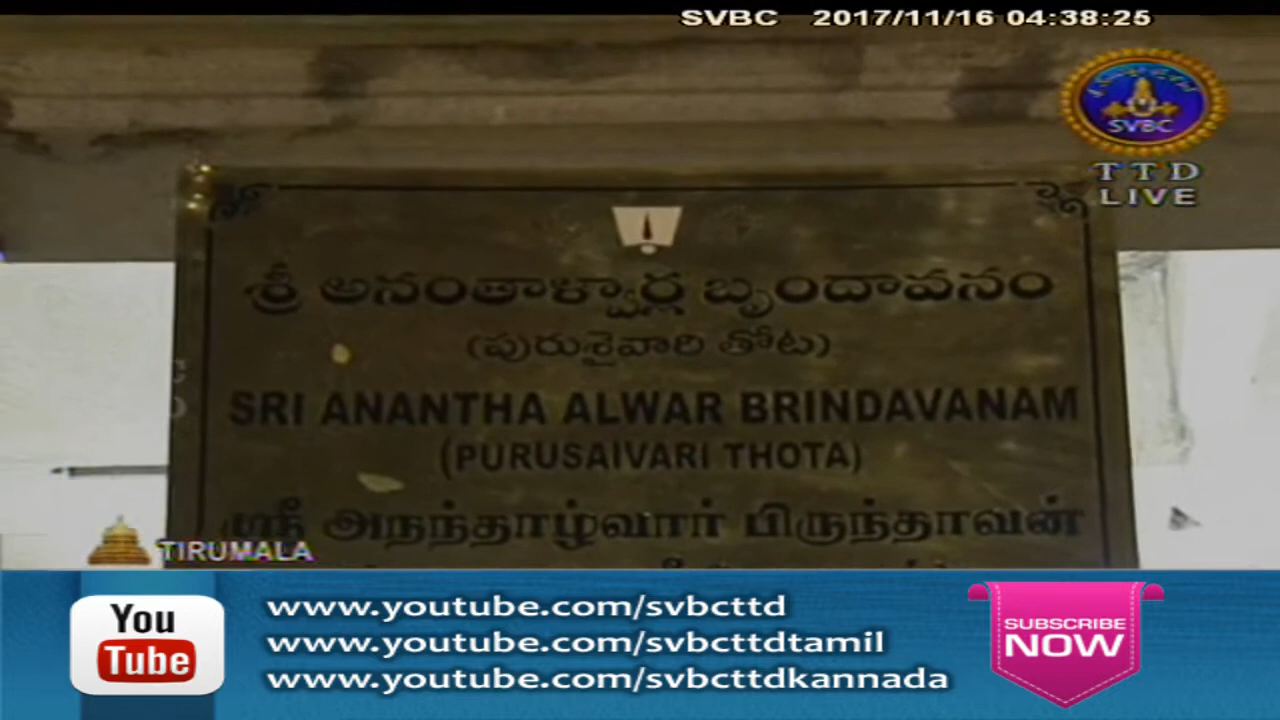 SVBC 2017/11/16 04:38:25
SVBC
TTD
LIVE
శ్రీ అనంతాళ్వార్ల బృందావనం
(పురుశైవారి తోట)
SRI ANANTHA ALWAR BRINDAVANAM
(PURUSAIVARI THOTA)
ஸ்ரீ அநந்தாழ்வார் பிருந்தாவன்
TIRUMALA
You
Tube
www.youtube.com/svbcttd
www.youtube.com/svbcttdtamil
www.youtube.com/svbcttdkannada
SUBSCRIBE
NOW